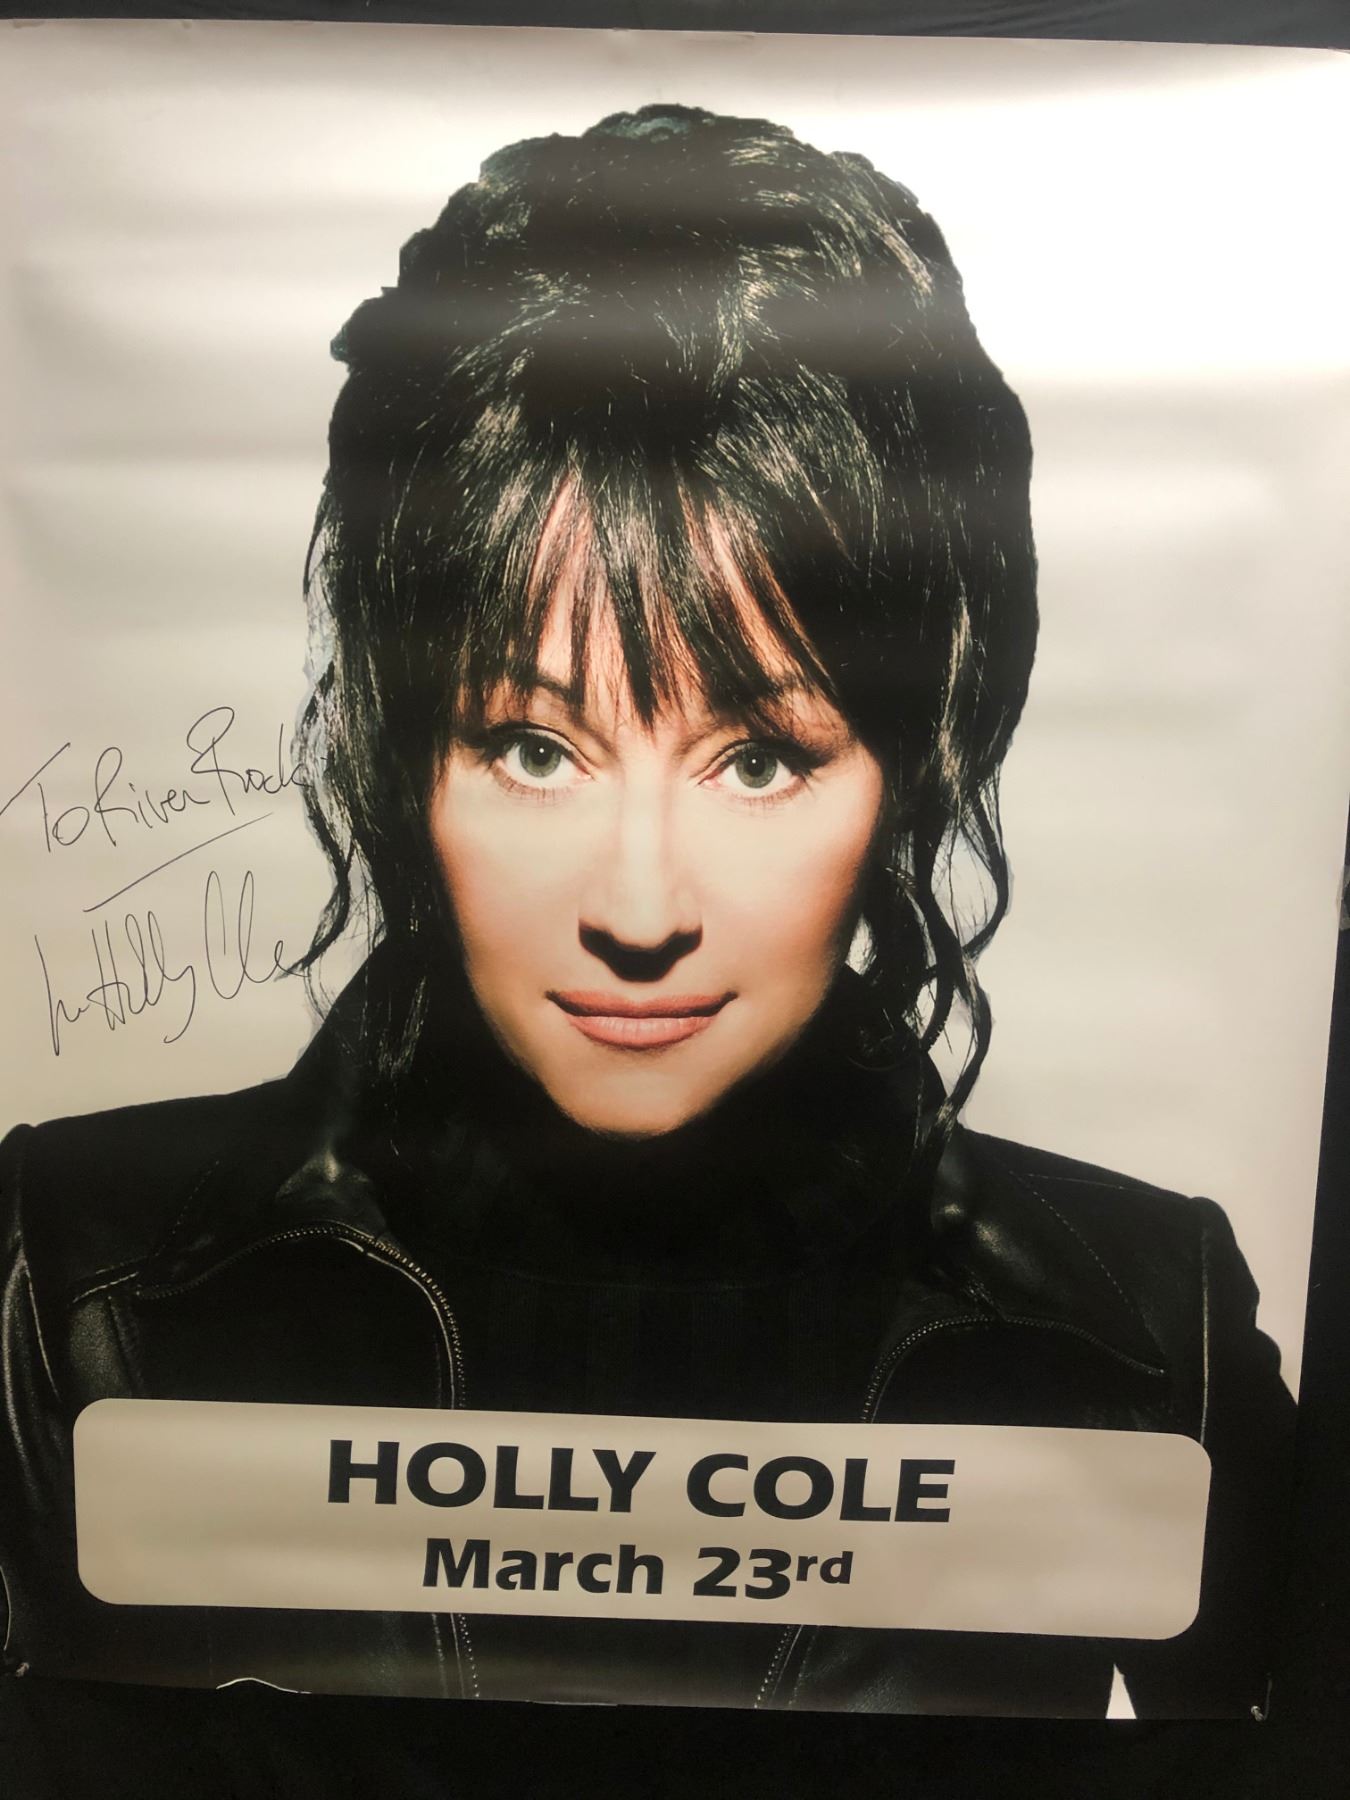 To River Rock
Holly Cole
HOLLY COLE
March 23rd